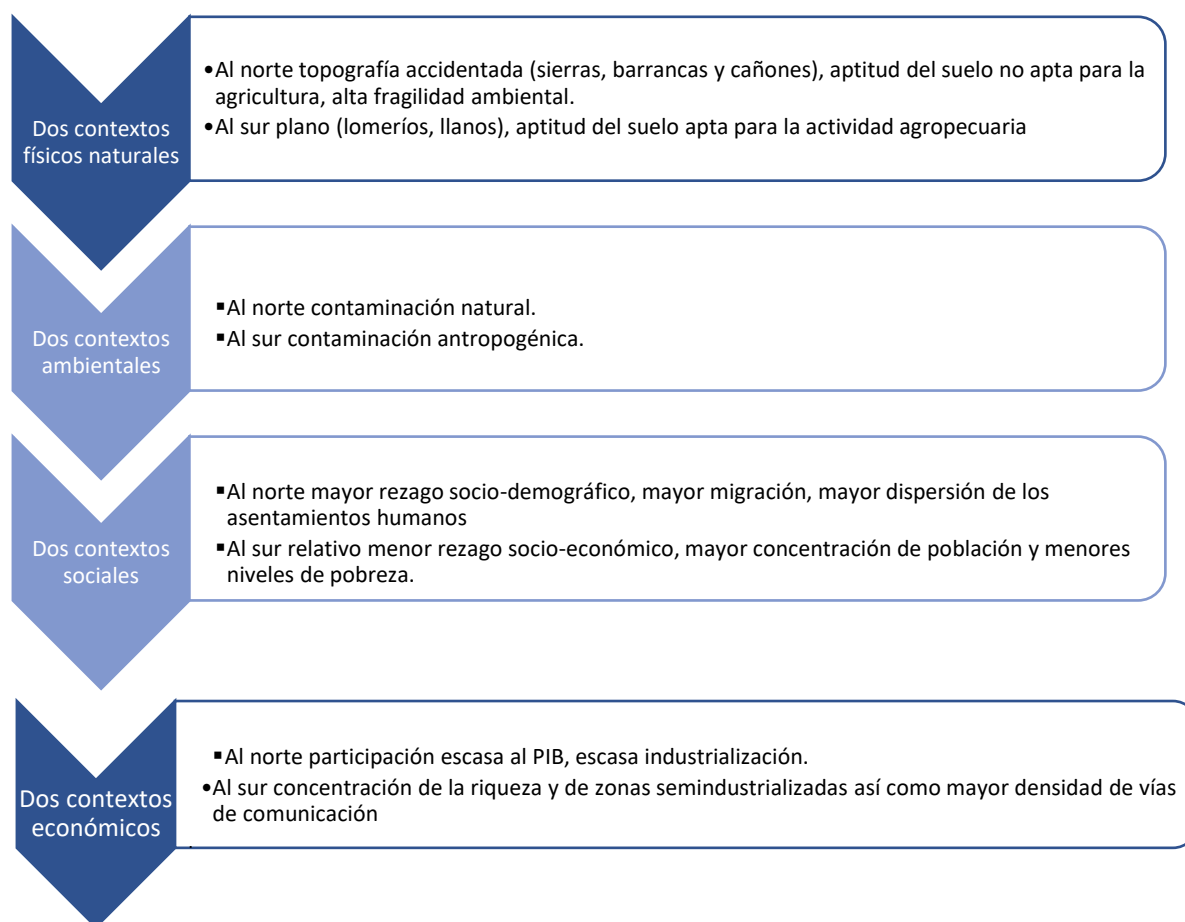 Dos contextos
físicos naturales
•Al norte topografía accidentada (sierras, barrancas y cañones), aptitud del suelo no apta para la
agricultura, alta fragilidad ambiental.
•Al sur plano (lomeríos, llanos), aptitud del suelo apta para la actividad agropecuaria
Dos contextos
ambientales
▪Al norte contaminación natural.
▪Al sur contaminación antropogénica.
Dos contextos
sociales
▪Al norte mayor rezago socio-demográfico, mayor migración, mayor dispersión de los
asentamientos humanos
▪Al sur relativo menor rezago socio-económico, mayor concentración de población y menores
niveles de pobreza.
Dos contextos
económicos
▪Al norte participación escasa al PIB, escasa industrialización.
•Al sur concentración de la riqueza y de zonas semindustrializadas así como mayor densidad de vías
de comunicación
.